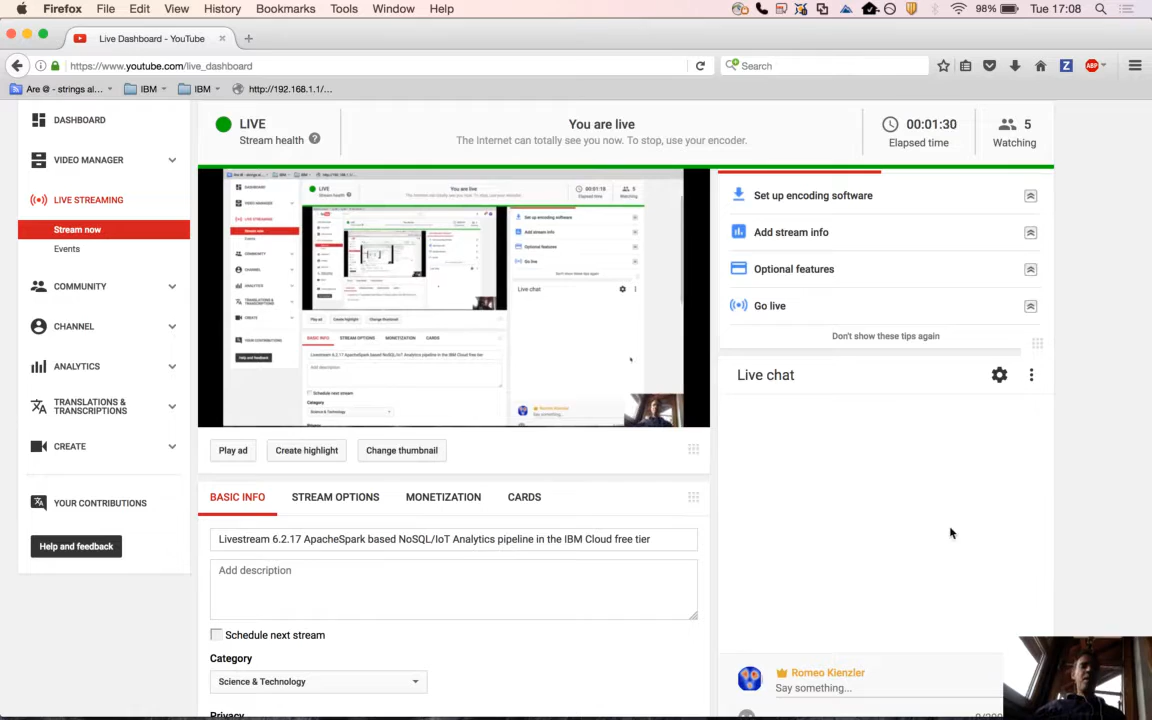 Firefox File Edit View History Bookmarks Tools Window Help 98% Tue 17:08
Live Dashboard - YouTube
https://www.youtube.com/live_dashboard
Search
Are @ - strings al...
IBM
IBM
http://192.168.1.1/...
DASHBOARD
VIDEO MANAGER
LIVE STREAMING
Stream now
Events
COMMUNITY
CHANNEL
ANALYTICS
TRANSLATIONS &
TRANSCRIPTIONS
CREATE
YOUR CONTRIBUTIONS
Help and feedback
LIVE
Stream health
You are live
The Internet can totally see you now. To stop, use your encoder.
00:01:30
Elapsed time
5
Watching
Play ad
Create highlight
Change thumbnail
BASIC INFO
STREAM OPTIONS
MONETIZATION
CARDS
Livestream 6.2.17 ApacheSpark based NoSQL/IoT Analytics pipeline in the IBM Cloud free tier
Add description
Schedule next stream
Category
Science & Technology
Privacy
Set up encoding software
Add stream info
Optional features
Go live
Don't show these tips again
Live chat
Romeo Kienzler
Say something...